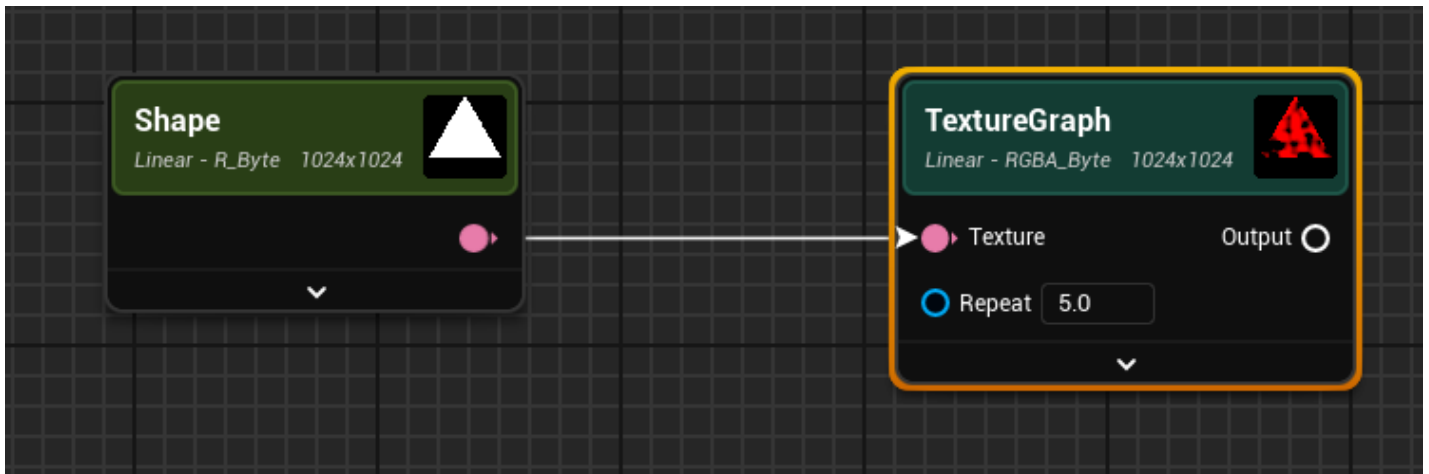 Shape
Linear - R_Byte 1024x1024
TextureGraph
Linear - RGBA_Byte 1024x1024
Texture
Output
Repeat 5.0